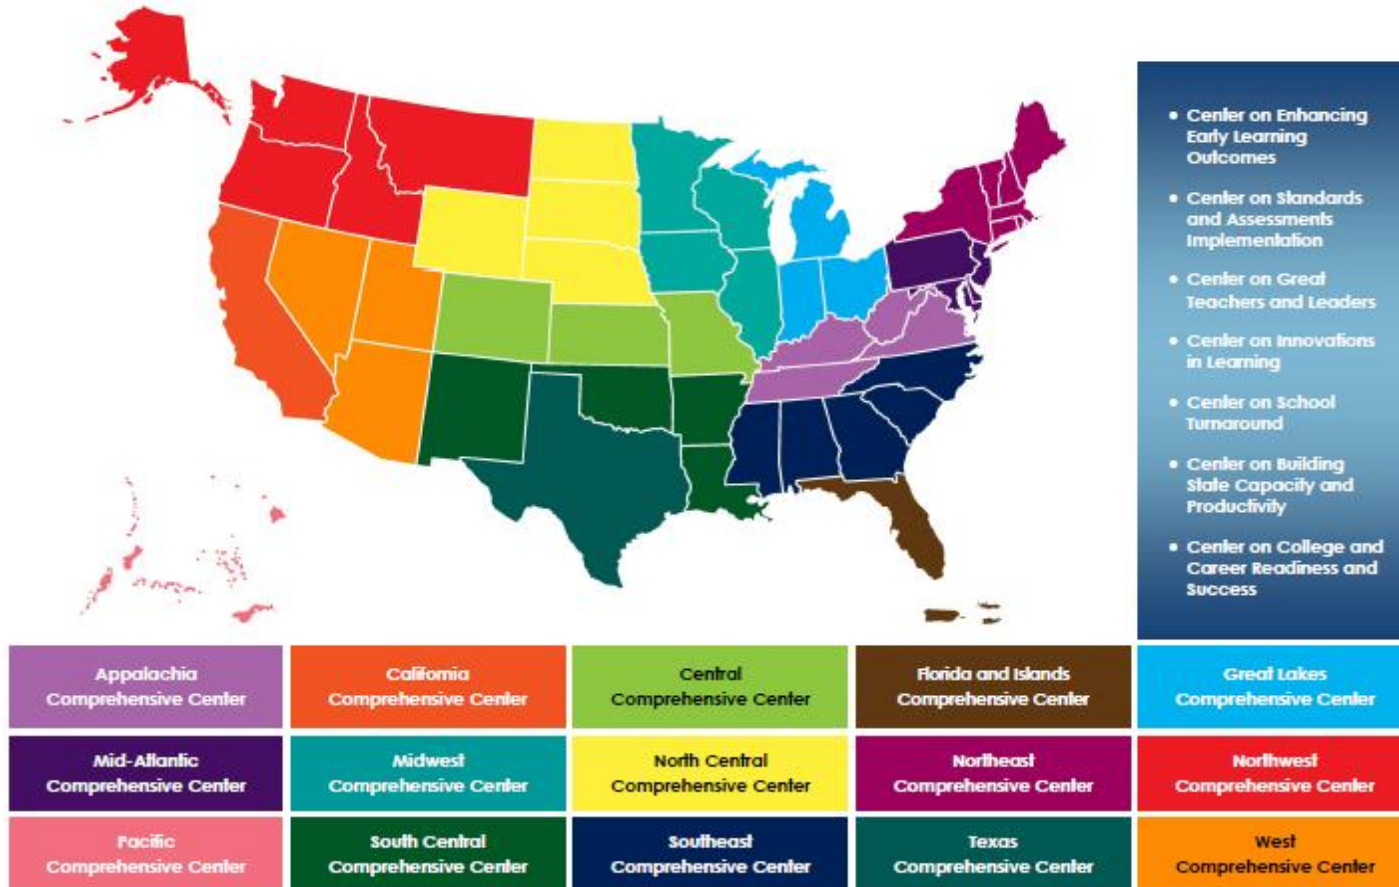 • Center on Enhancing
Early Learning
Outcomes
• Center on Standards
and Assessments
Implementation
• Center on Great
Teachers and Leaders
• Center on Innovations
in Learning
• Center on School
Turnaround
• Center on Building
State Capacity and
Productivity
• Center on College and
Career Readiness and
Success
Appalachia
Comprehensive Center
California
Comprehensive Center
Central
Comprehensive Center
Florida and Islands
Comprehensive Center
Great Lakes
Comprehensive Center
Mid-Atlantic
Comprehensive Center
Midwest
Comprehensive Center
North Central
Comprehensive Center
Northeast
Comprehensive Center
Northwest
Comprehensive Center
Pacific
Comprehensive Center
South Central
Comprehensive Center
Southeast
Comprehensive Center
Texas
Comprehensive Center
West
Comprehensive Center